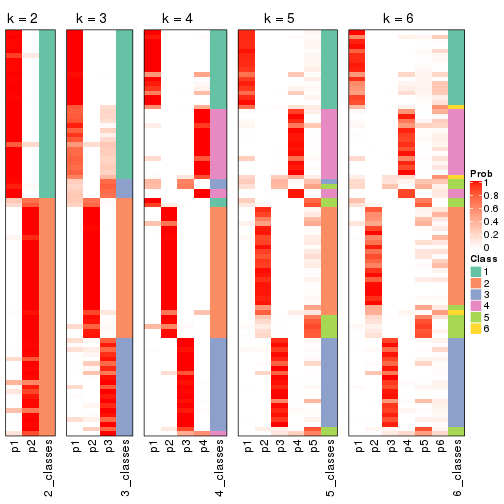 k = 2
k = 3
k = 4
k = 5
k = 6
Prob
1
0.8
0.6
0.4
0.2
0
Class
1
2
3
4
5
6
p1
p2
2_classes
p1
p2
p3
3_classes
p1
p2
p3
p4
4_classes
p1
p2
p3
p4
p5
5_classes
p1
p2
p3
p4
p5
p6
6_classes